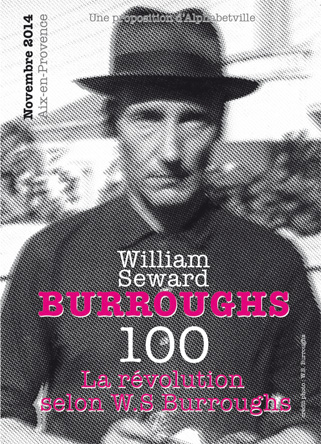 Une proposition d'Alphabetville
Novembre 2014
Aix-en-Provence
William
Seward
BURROUGHS
100
La révolution
selon W.S Burroughs
crédit photo : W.S. Burroughs